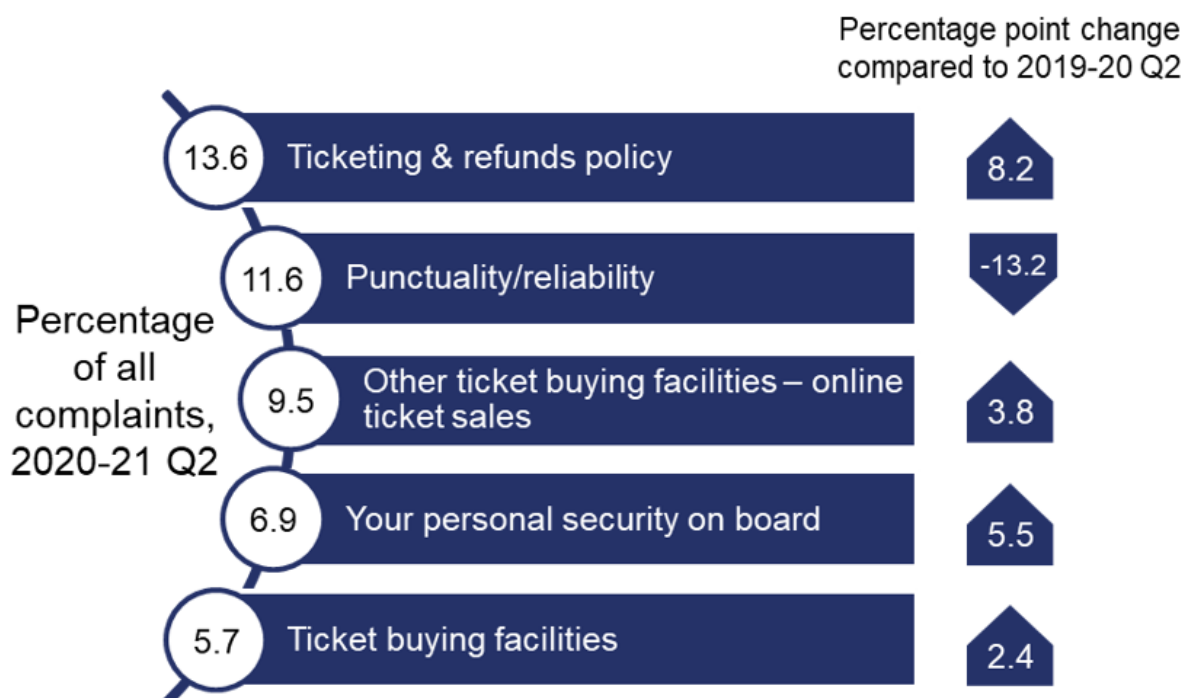 Percentage point change
compared to 2019-20 Q2
13.6 Ticketing & refunds policy 8.2
11.6 Punctuality/reliability -13.2
Percentage
of all
complaints,
2020-21 Q2
9.5 Other ticket buying facilities – online
ticket sales 3.8
6.9 Your personal security on board 5.5
5.7 Ticket buying facilities 2.4